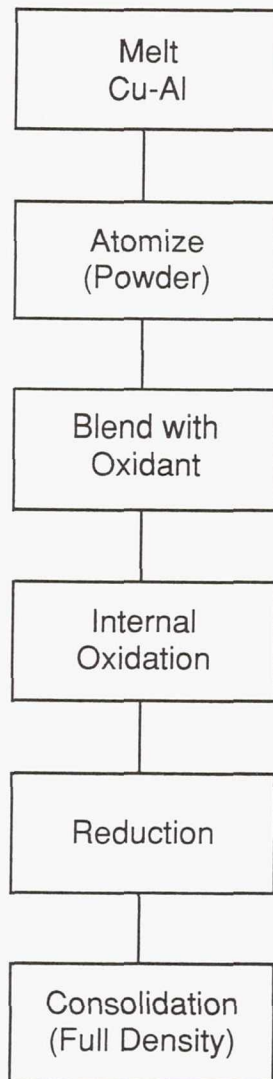 Melt
Cu-Al
Atomize
(Powder)
Blend with
Oxidant
Internal
Oxidation
Reduction
Consolidation
(Full Density)